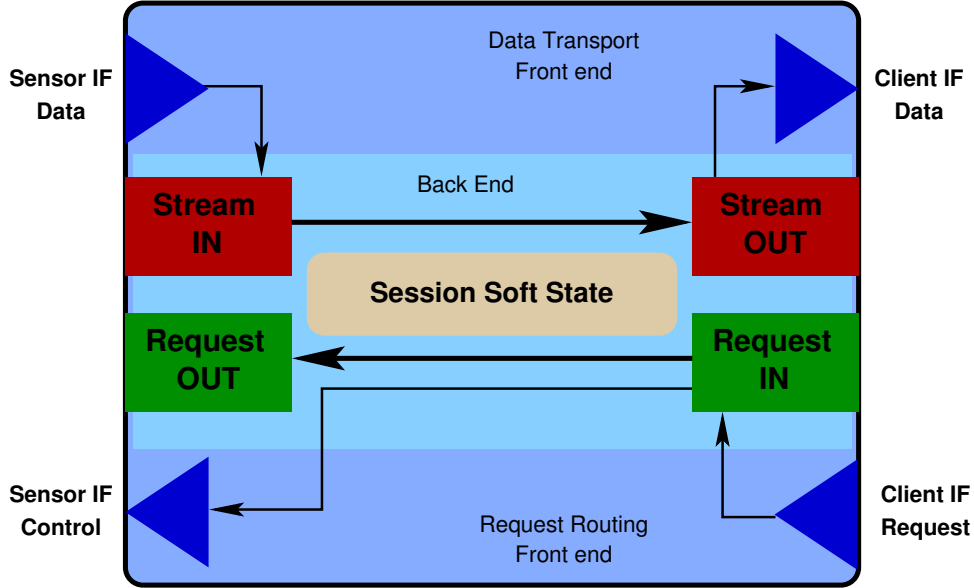 Data Transport
Front end
Sensor IF
Data
Client IF
Data
Back End
Stream
IN
Stream
OUT
Session Soft State
Request
OUT
Request
IN
Sensor IF
Control
Client IF
Request
Request Routing
Front end